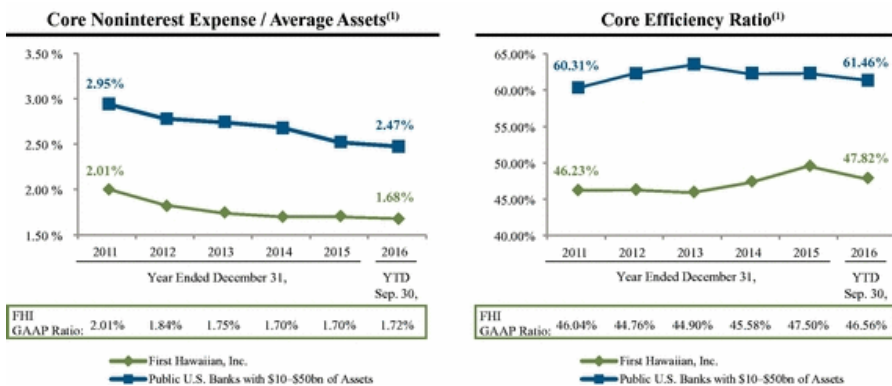 Core Noninterest Expense / Average Assets(1)
3.50 %
3.00 %
2.50 %
2.00 %
1.50 %
2.95%
2.47%
2.01%
1.68%
2011 2012 2013 2014 2015 2016
Year Ended December 31, YTD
Sep. 30,
FHI
GAAP Ratio: 2.01% 1.84% 1.75% 1.70% 1.70% 1.72%
First Hawaiian, Inc.
Public U.S. Banks with $10–$50bn of Assets
Core Efficiency Ratio(1)
65.00%
60.00%
55.00%
50.00%
45.00%
40.00%
60.31%
61.46%
46.23%
47.82%
2011 2012 2013 2014 2015 2016
Year Ended December 31, YTD
Sep. 30,
FHI
GAAP Ratio: 46.04% 44.76% 44.90% 45.58% 47.50% 46.56%
First Hawaiian, Inc.
Public U.S. Banks with $10–$50bn of Assets